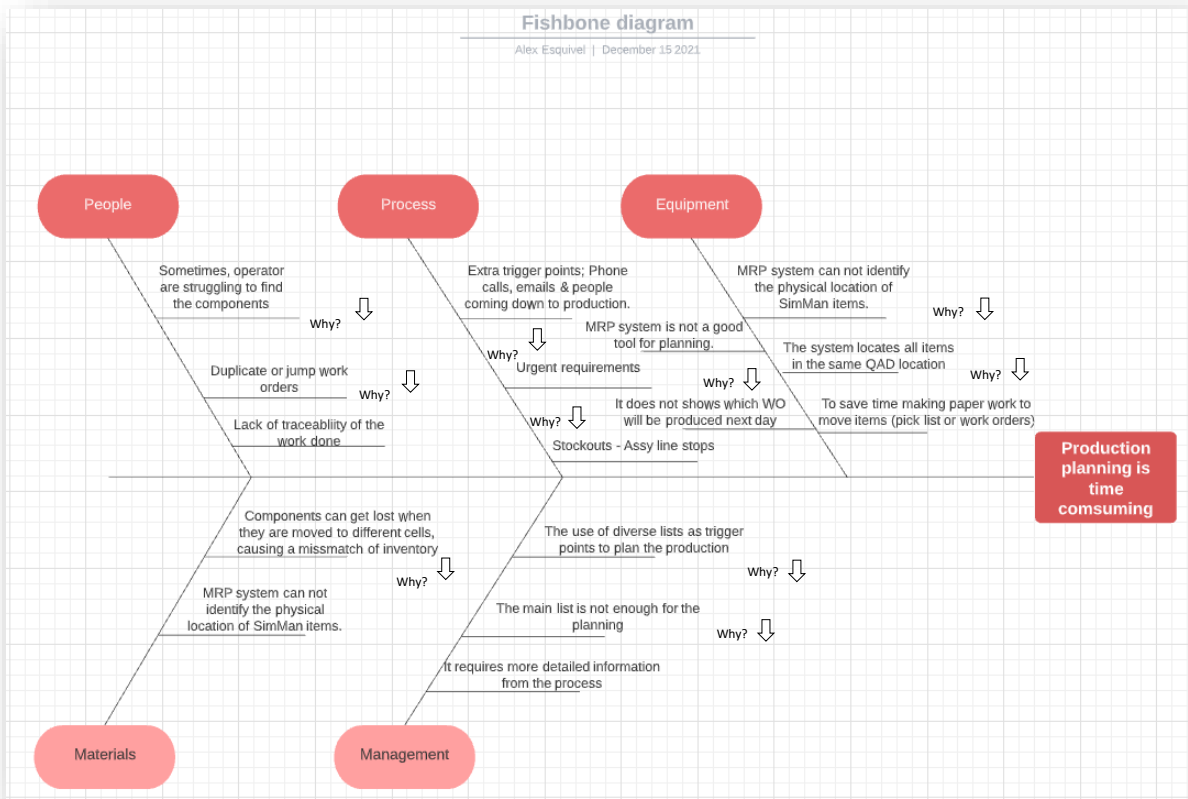 Fishbone diagram
Alex Esquivel | December 15 2021
People
Process
Equipment
Sometimes, operator
are struggling to find
the components
Why?
Duplicate or jump work
orders
Why?
Lack of traceabliity of the
work done
Extra trigger points; Phone
calls, emails & people
coming down to production.
Why?
Urgent requirements
Why?
Stockouts - Assy line stops
MRP system is not a good
tool for planning.
Why?
It does not shows which WO
will be produced next day
MRP system can not identify
the physical location of
SimMan items.
Why?
The system locates all items
in the same QAD location
Why?
To save time making paper work to
move items (pick list or work orders)
Production
planning is
time
comsuming
Components can get lost when
they are moved to different cells,
causing a missmatch of inventory
Why?
MRP system can not
identify the physical
location of SimMan items.
The use of diverse lists as trigger
points to plan the production
Why?
The main list is not enough for the
planning
Why?
It requires more detailed information
from the process
Materials
Management